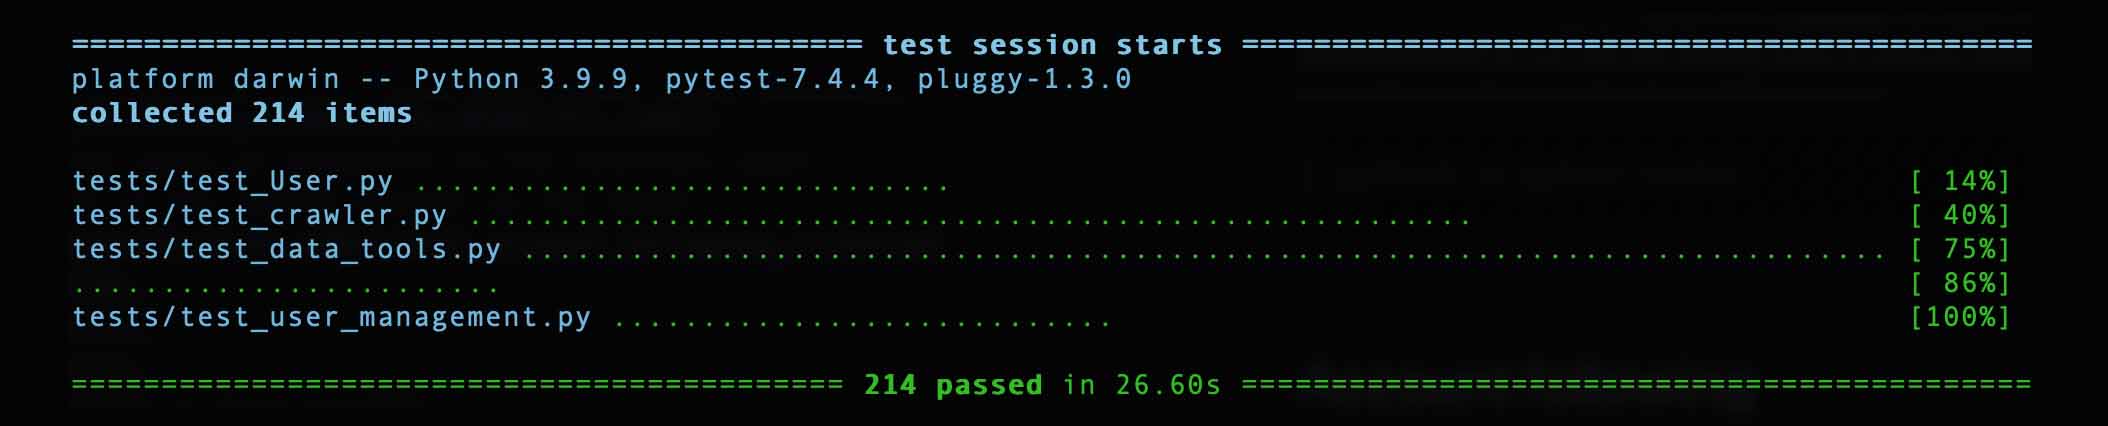 ============================================ test session starts ============================================
platform darwin -- Python 3.9.9, pytest-7.4.4, pluggy-1.3.0
collected 214 items
tests/test_User.py .............................. [ 14%]
tests/test_crawler.py ........................................................ [ 40%]
tests/test_data_tools.py ............................................................................ [ 75%]
........................ [ 86%]
tests/test_user_management.py ............................ [100%]
=========================================== 214 passed in 26.60s ============================================